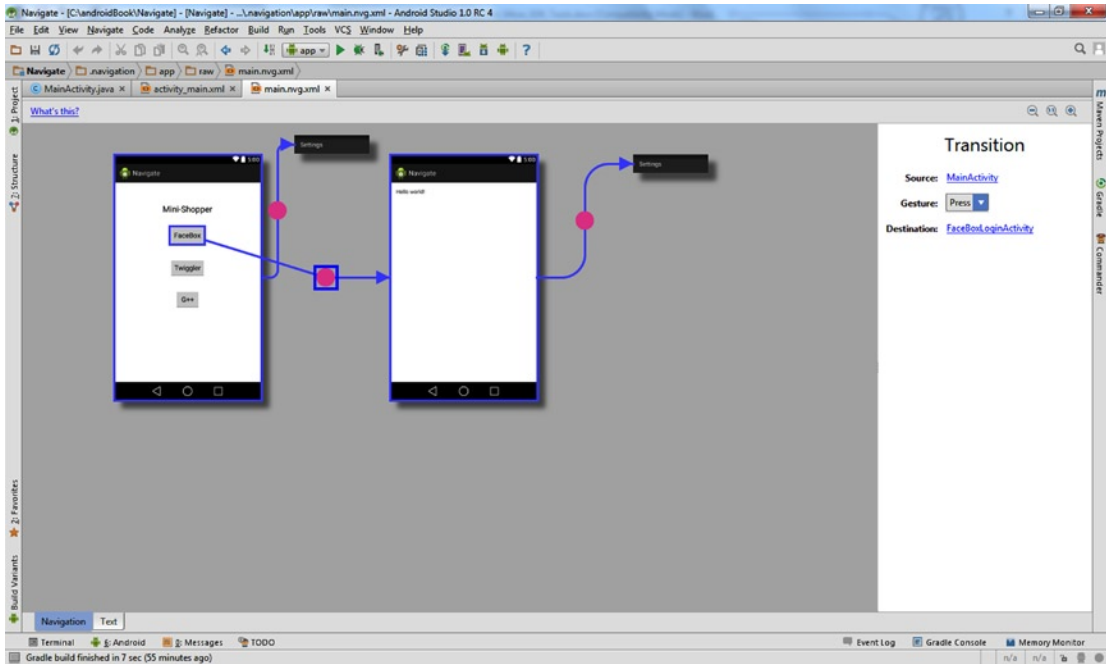 Navigate - [C:\androidBook\Navigate] - [Navigate] - ...\.navigation\app\raw\main.nvg.xml - Android Studio 1.0 RC 4
File Edit View Navigate Code Analyze Refactor Build Run Tools VCS Window Help
app
Navigate .navigation app raw main.nvg.xml
MainActivity.java × activity_main.xml × main.nvg.xml ×
What's this?
1: Project
2: Structure
2: Favorites
Build Variants
5:00
Navigate
Mini-Shopper
FaceBox
Twiggler
G++
Settings
5:00
Navigate
Hello world!
Settings
Transition
Source: MainActivity
Gesture: Press
Destination: FaceBoxLoginActivity
m Maven Projects
Gradle
Commander
Navigation Text
Terminal 6: Android 0: Messages TODO
Event Log Gradle Console Memory Monitor
Gradle build finished in 7 sec (55 minutes ago)
n/a n/a